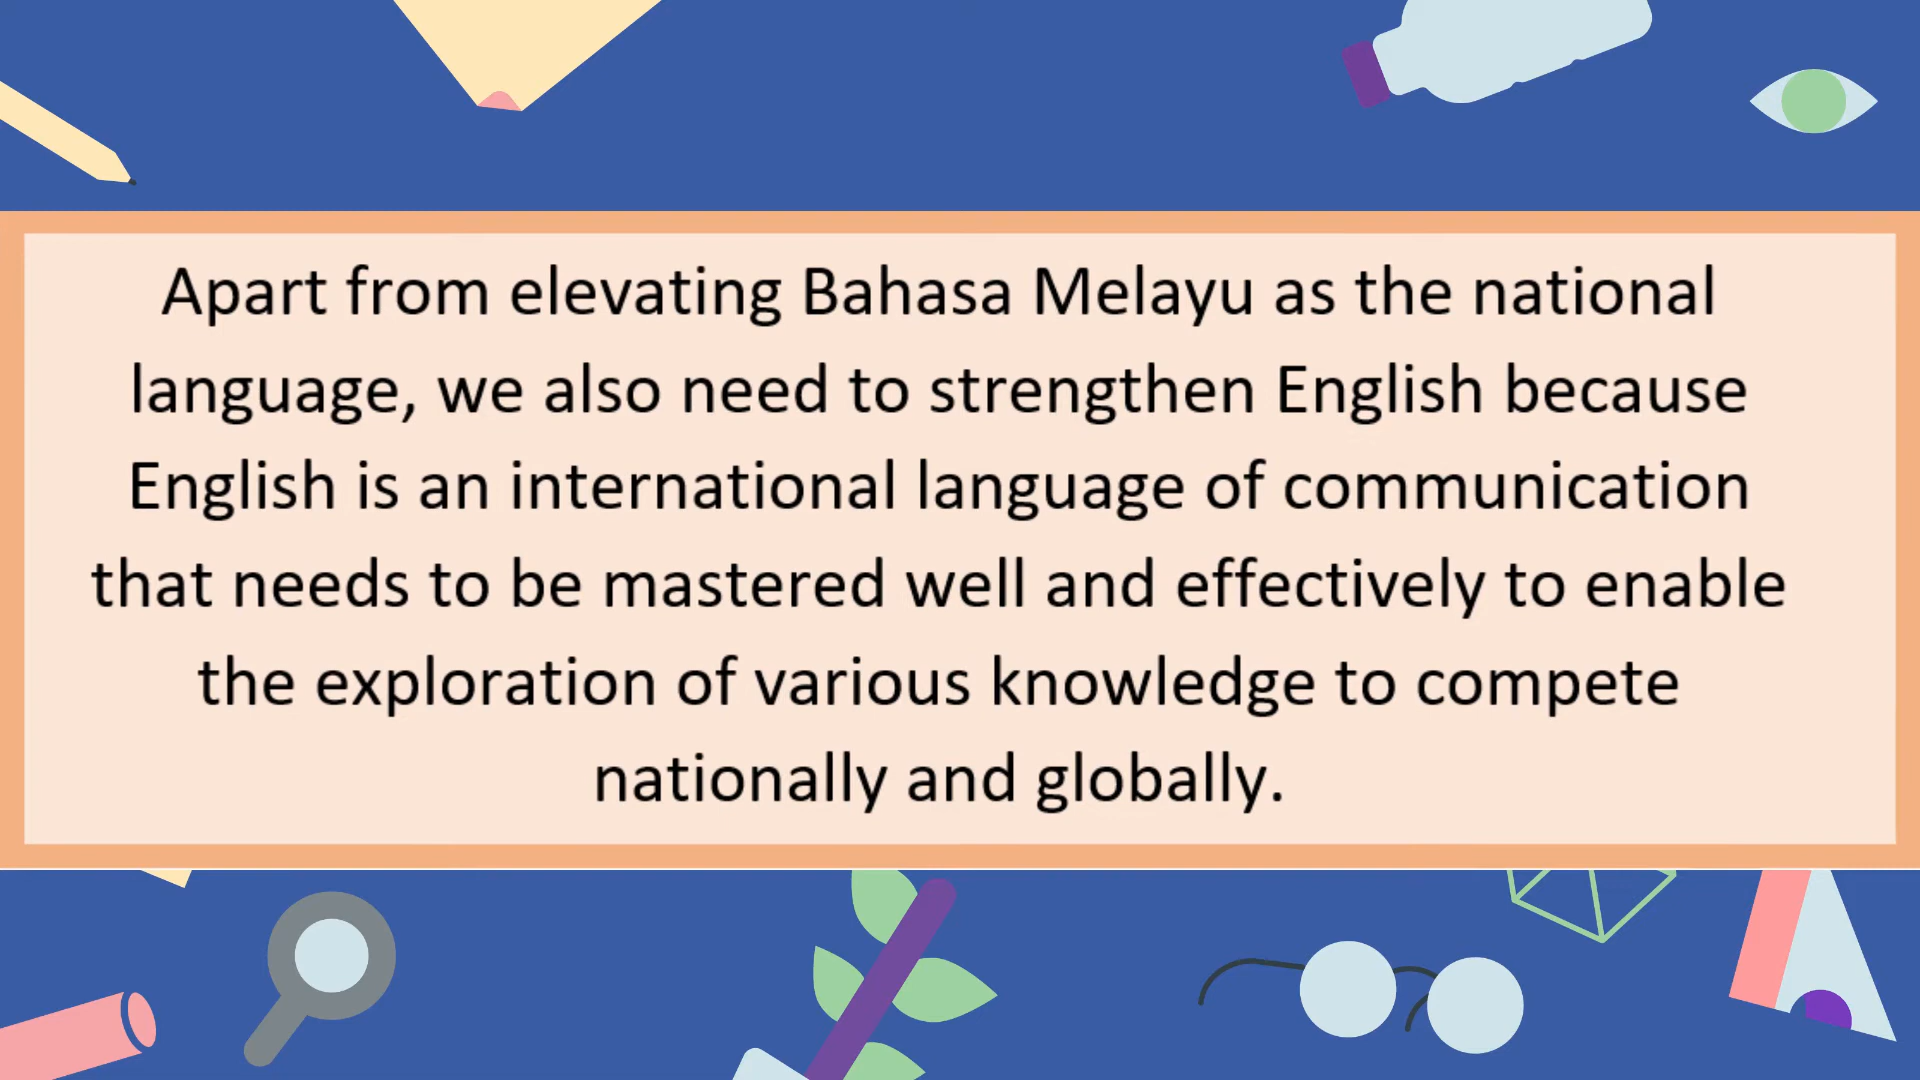 Apart from elevating Bahasa Melayu as the national
language, we also need to strengthen English because
English is an international language of communication
that needs to be mastered well and effectively to enable
the exploration of various knowledge to compete
nationally and globally.